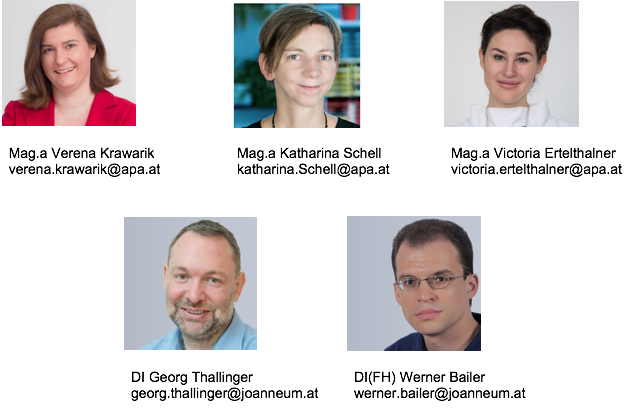 Mag.a Verena Krawarik
verena.krawarik@apa.at
Mag.a Katharina Schell
katharina.Schell@apa.at
Mag.a Victoria Ertelthalner
victoria.ertelthalner@apa.at
DI Georg Thallinger
georg.thallinger@joanneum.at
DI(FH) Werner Bailer
werner.bailer@joanneum.at